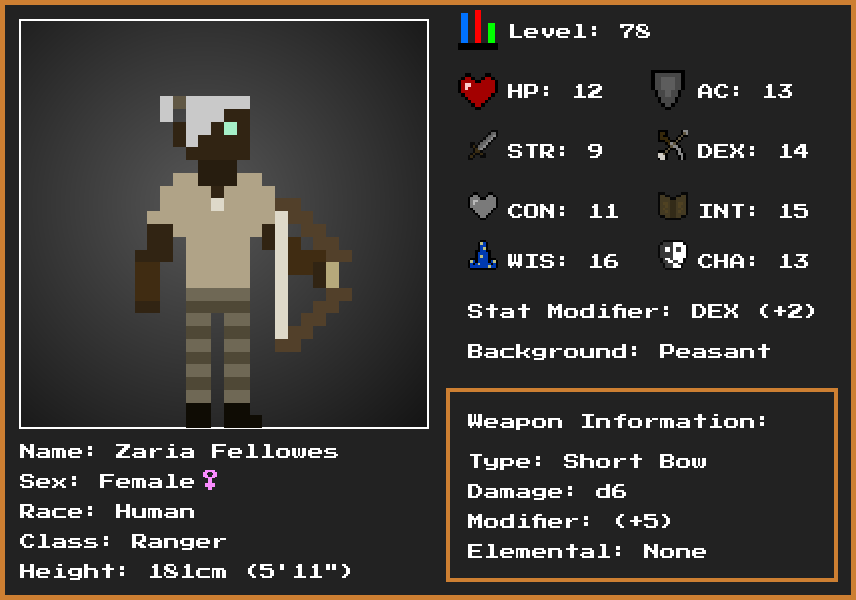 Level: 78
HP: 12 AC: 13
STR: 9 DEX: 14
CON: 11 INT: 15
WIS: 16 CHA: 13
Stat Modifier: DEX (+2)
Background: Peasant
Name: Zaria Fellowes
Sex: Female♀
Race: Human
Class: Ranger
Height: 181cm (5'11")
Weapon Information:
Type: Short Bow
Damage: d6
Modifier: (+5)
Elemental: None